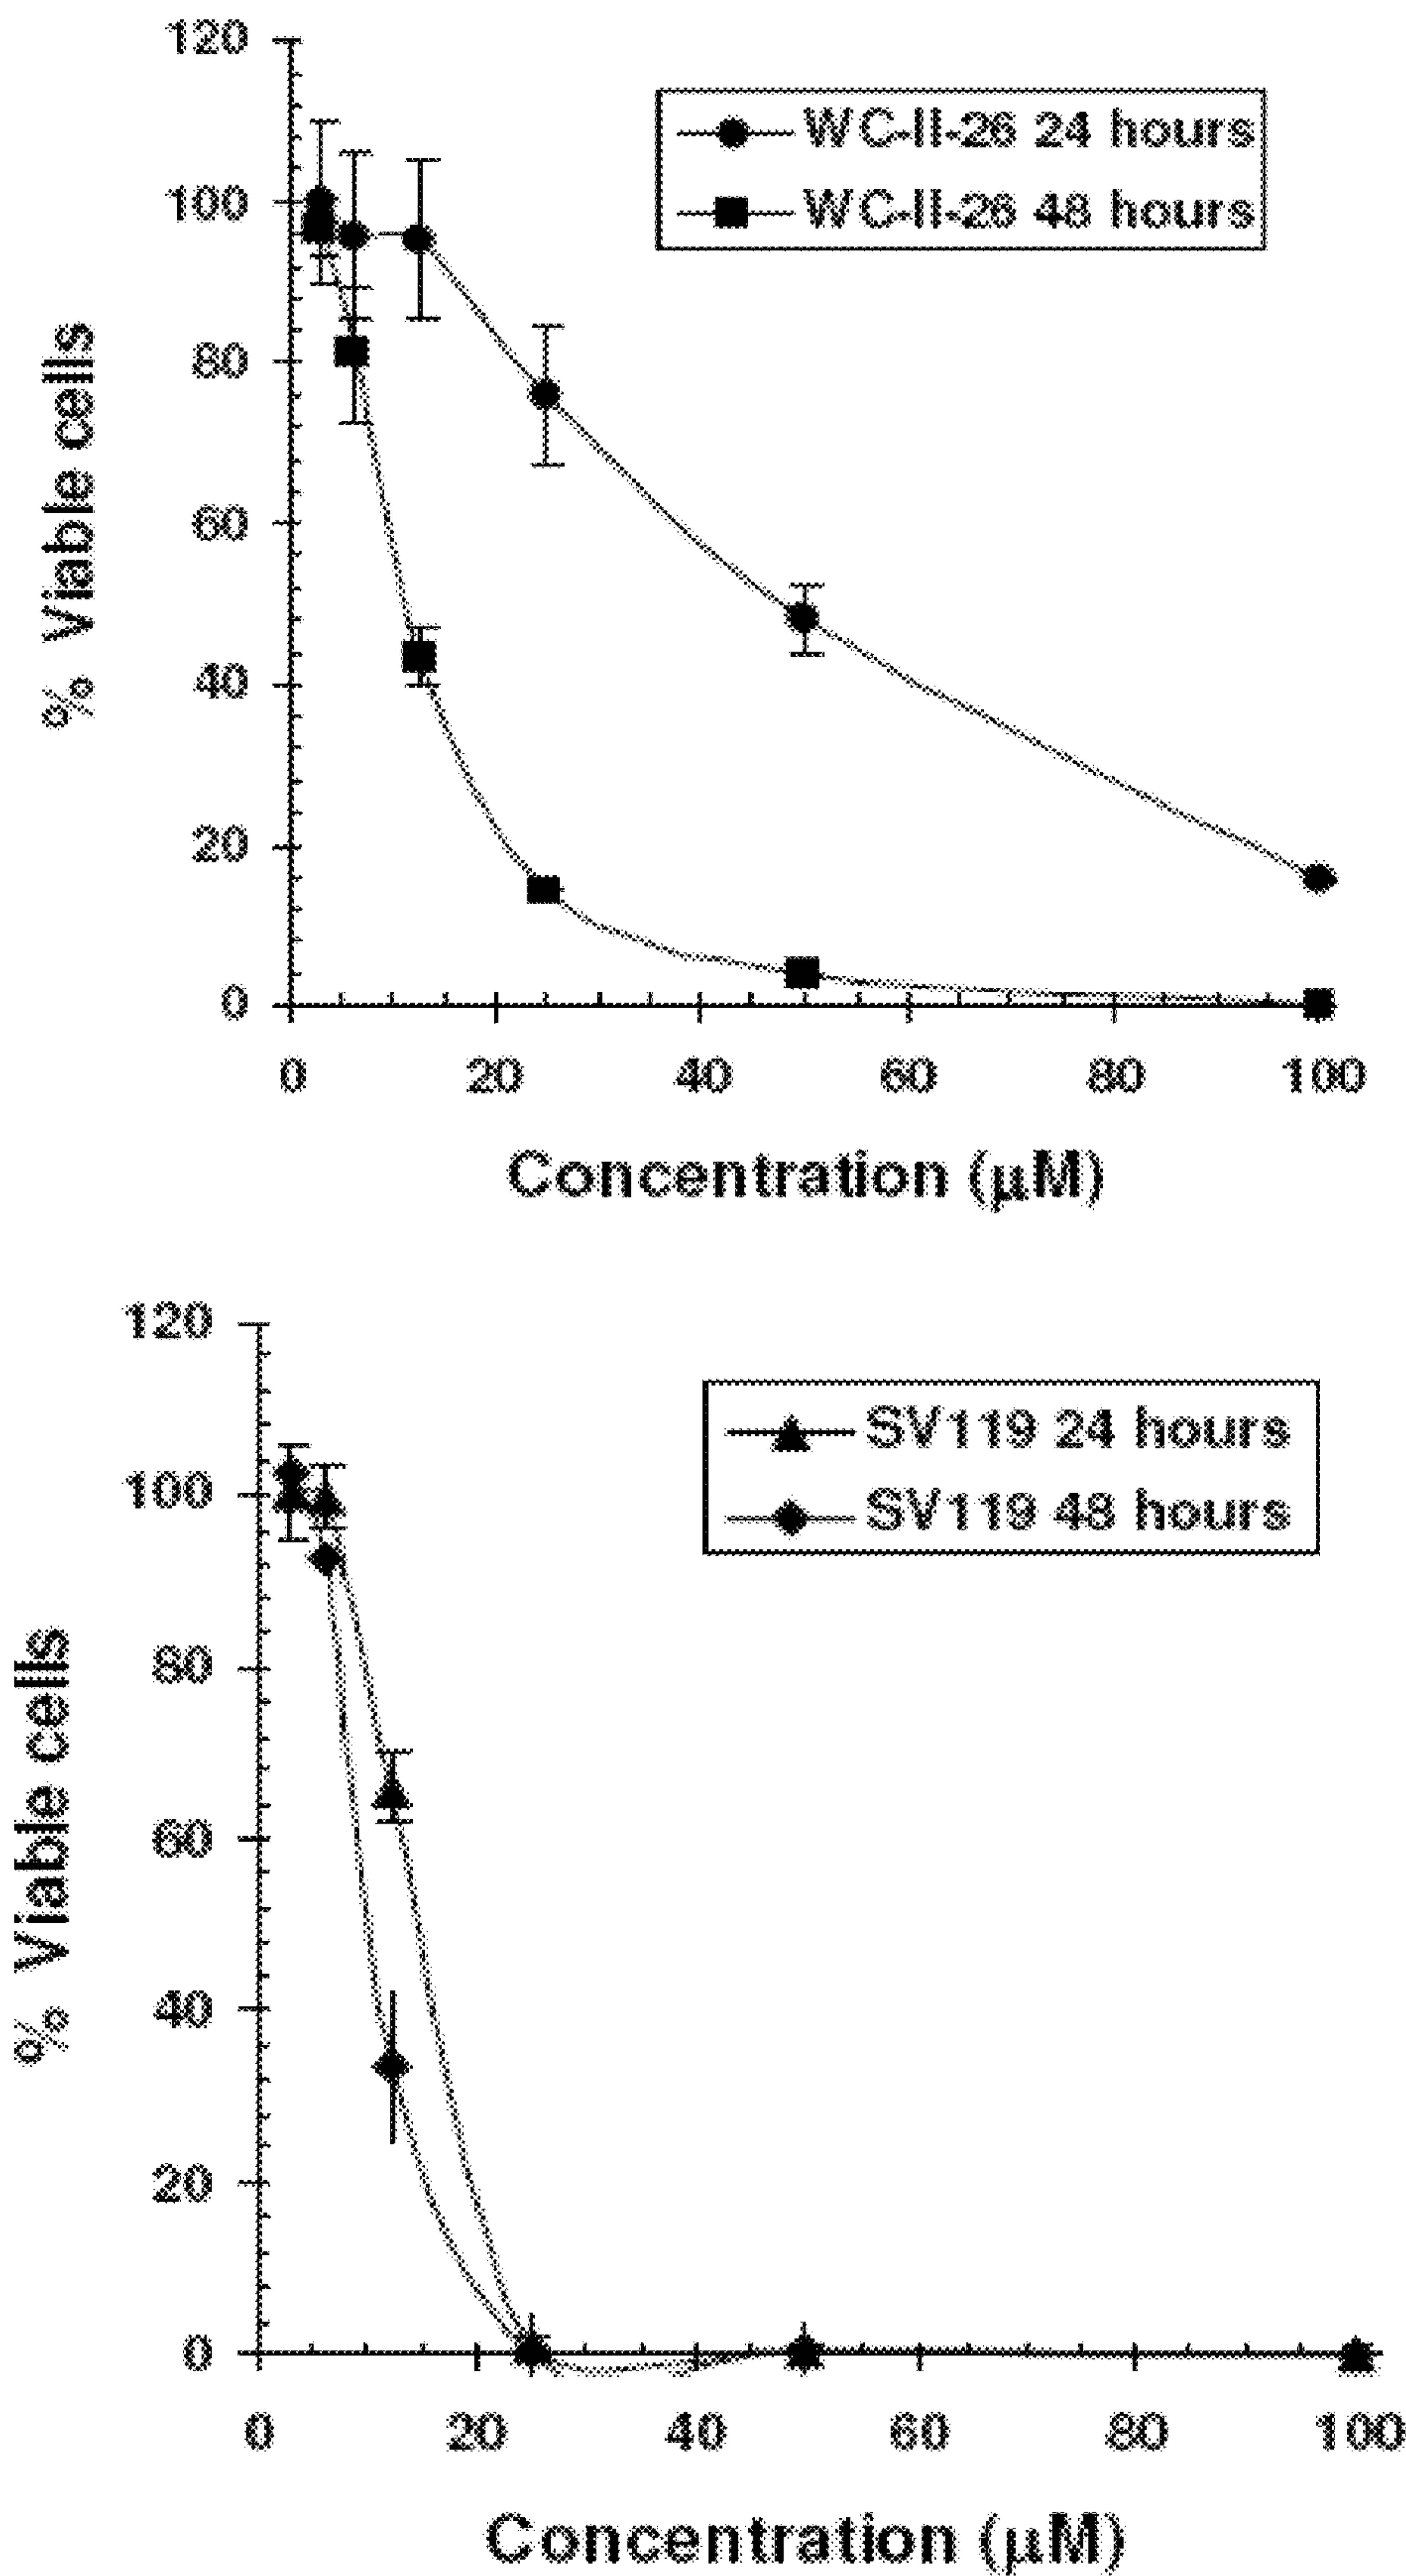 120
WC-II-26 24 hours
WC-II-26 48 hours
100
80
60
40
20
0
% Viable cells
0 20 40 60 80 100
Concentration (μM)
120
SV119 24 hours
SV119 48 hours
100
80
60
40
20
0
% Viable cells
0 20 40 60 80 100
Concentration (μM)